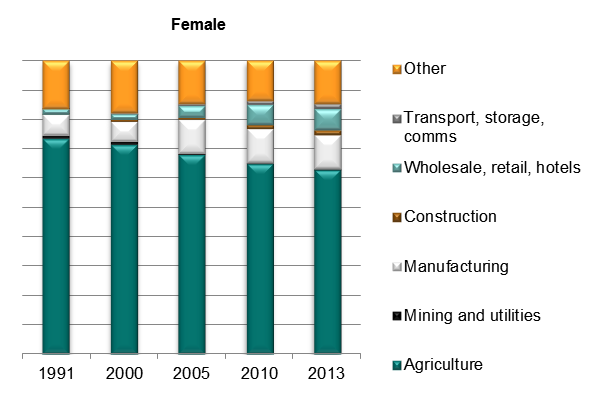 Female
Other
Transport, storage,
comms
Wholesale, retail, hotels
Construction
Manufacturing
Mining and utilities
Agriculture
1991 2000 2005 2010 2013